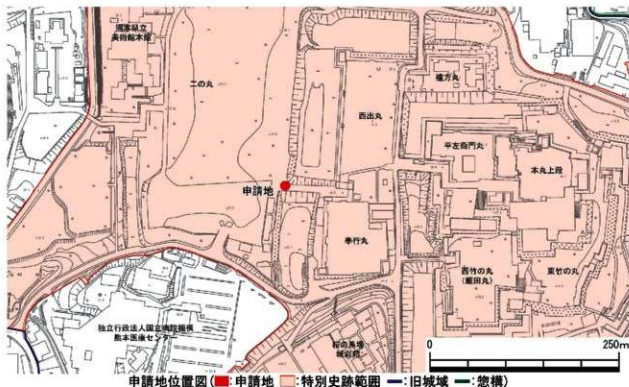 熊本県立
美術館本館
二の丸
西出丸
櫨方丸
平左衛門丸
本丸上段
申請地
奉行丸
西竹の丸
(飯田丸)
東竹の丸
独立行政法人国立病院機構
熊本医療センター
桜の馬場
城彩苑
0
250m
申請地位置図(●:申請地 :特別史跡範囲 ー:旧城域 ー:惣構)